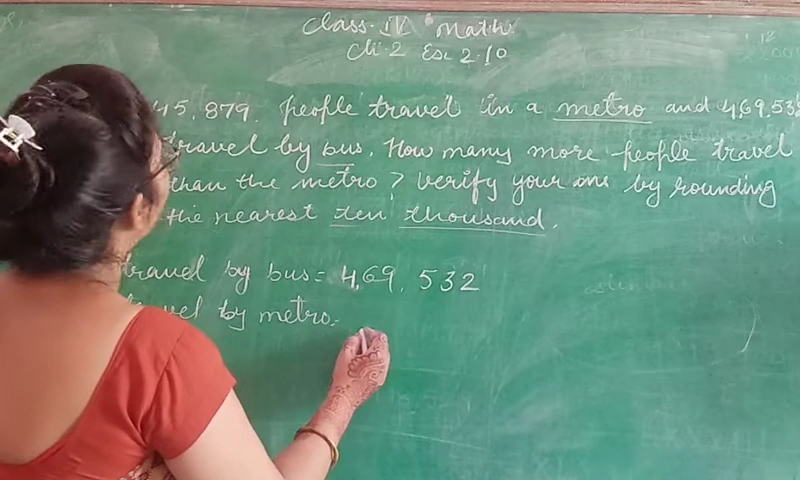 Class-IV Math
Ch-2 Ex. 2.10
45,879. people travel in a metro and 4,69,532
travel by bus. How many more people travel
than the metro? Verify your ans by rounding
the nearest ten thousand.
travel by bus = 4,69,532
travel by metro =